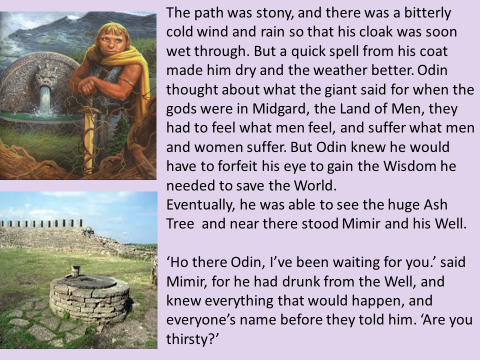 The path was stony, and there was a bitterly
cold wind and rain so that his cloak was soon
wet through. But a quick spell from his coat
made him dry and the weather better. Odin
thought about what the giant said for when the
gods were in Midgard, the Land of Men, they
had to feel what men feel, and suffer what men
and women suffer. But Odin knew he would
have to forfeit his eye to gain the Wisdom he
needed to save the World.
Eventually, he was able to see the huge Ash
Tree and near there stood Mimir and his Well.
‘Ho there Odin, I’ve been waiting for you.’ said
Mimir, for he had drunk from the Well, and
knew everything that would happen, and
everyone’s name before they told him. ‘Are you
thirsty?’